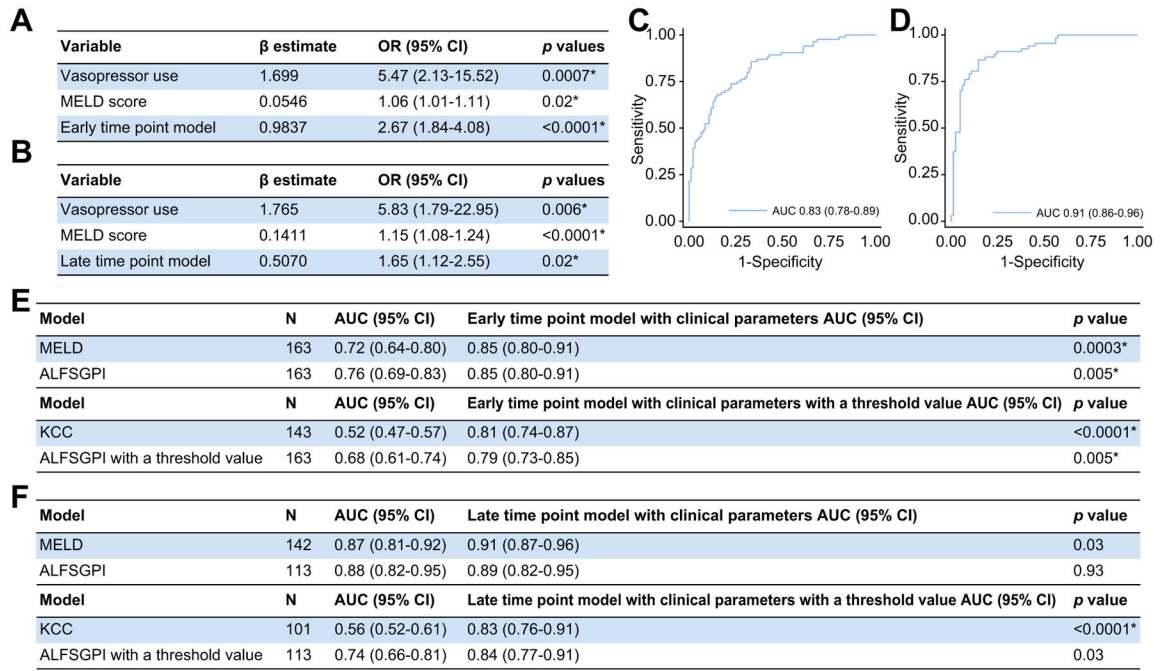 A
Variable β estimate OR (95% CI) p values
Vasopressor use 1.699 5.47 (2.13-15.52) 0.0007*
MELD score 0.0546 1.06 (1.01-1.11) 0.02*
Early time point model 0.9837 2.67 (1.84-4.08) <0.0001*
B
Variable β estimate OR (95% CI) p values
Vasopressor use 1.765 5.83 (1.79-22.95) 0.006*
MELD score 0.1411 1.15 (1.08-1.24) <0.0001*
Late time point model 0.5070 1.65 (1.12-2.55) 0.02*
C
Sensitivity
1.00
0.75
0.50
0.25
0.00
AUC 0.83 (0.78-0.89)
0.00 0.25 0.50 0.75 1.00
1-Specificity
D
Sensitivity
1.00
0.75
0.50
0.25
0.00
AUC 0.91 (0.86-0.96)
0.00 0.25 0.50 0.75 1.00
1-Specificity
E
Model N AUC (95% CI) Early time point model with clinical parameters AUC (95% CI) p value
MELD 163 0.72 (0.64-0.80) 0.85 (0.80-0.91) 0.0003*
ALFSGPI 163 0.76 (0.69-0.83) 0.85 (0.80-0.91) 0.005*
Model N AUC (95% CI) Early time point model with clinical parameters with a threshold value AUC (95% CI) p value
KCC 143 0.52 (0.47-0.57) 0.81 (0.74-0.87) <0.0001*
ALFSGPI with a threshold value 163 0.68 (0.61-0.74) 0.79 (0.73-0.85) 0.005*
F
Model N AUC (95% CI) Late time point model with clinical parameters AUC (95% CI) p value
MELD 142 0.87 (0.81-0.92) 0.91 (0.87-0.96) 0.03
ALFSGPI 113 0.88 (0.82-0.95) 0.89 (0.82-0.95) 0.93
Model N AUC (95% CI) Late time point model with clinical parameters with a threshold value AUC (95% CI) p value
KCC 101 0.56 (0.52-0.61) 0.83 (0.76-0.91) <0.0001*
ALFSGPI with a threshold value 113 0.74 (0.66-0.81) 0.84 (0.77-0.91) 0.03